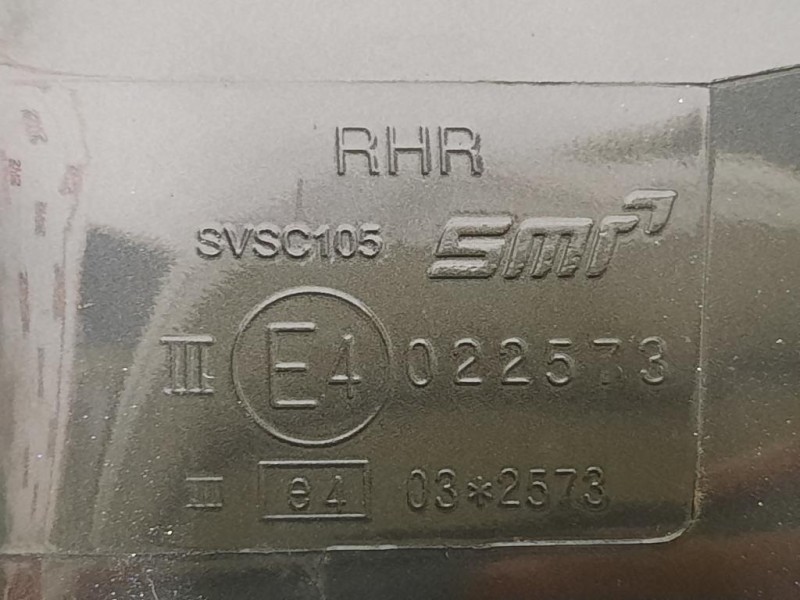 RHR
SVSC105 smr
III E4 022573
III e4 03*2573